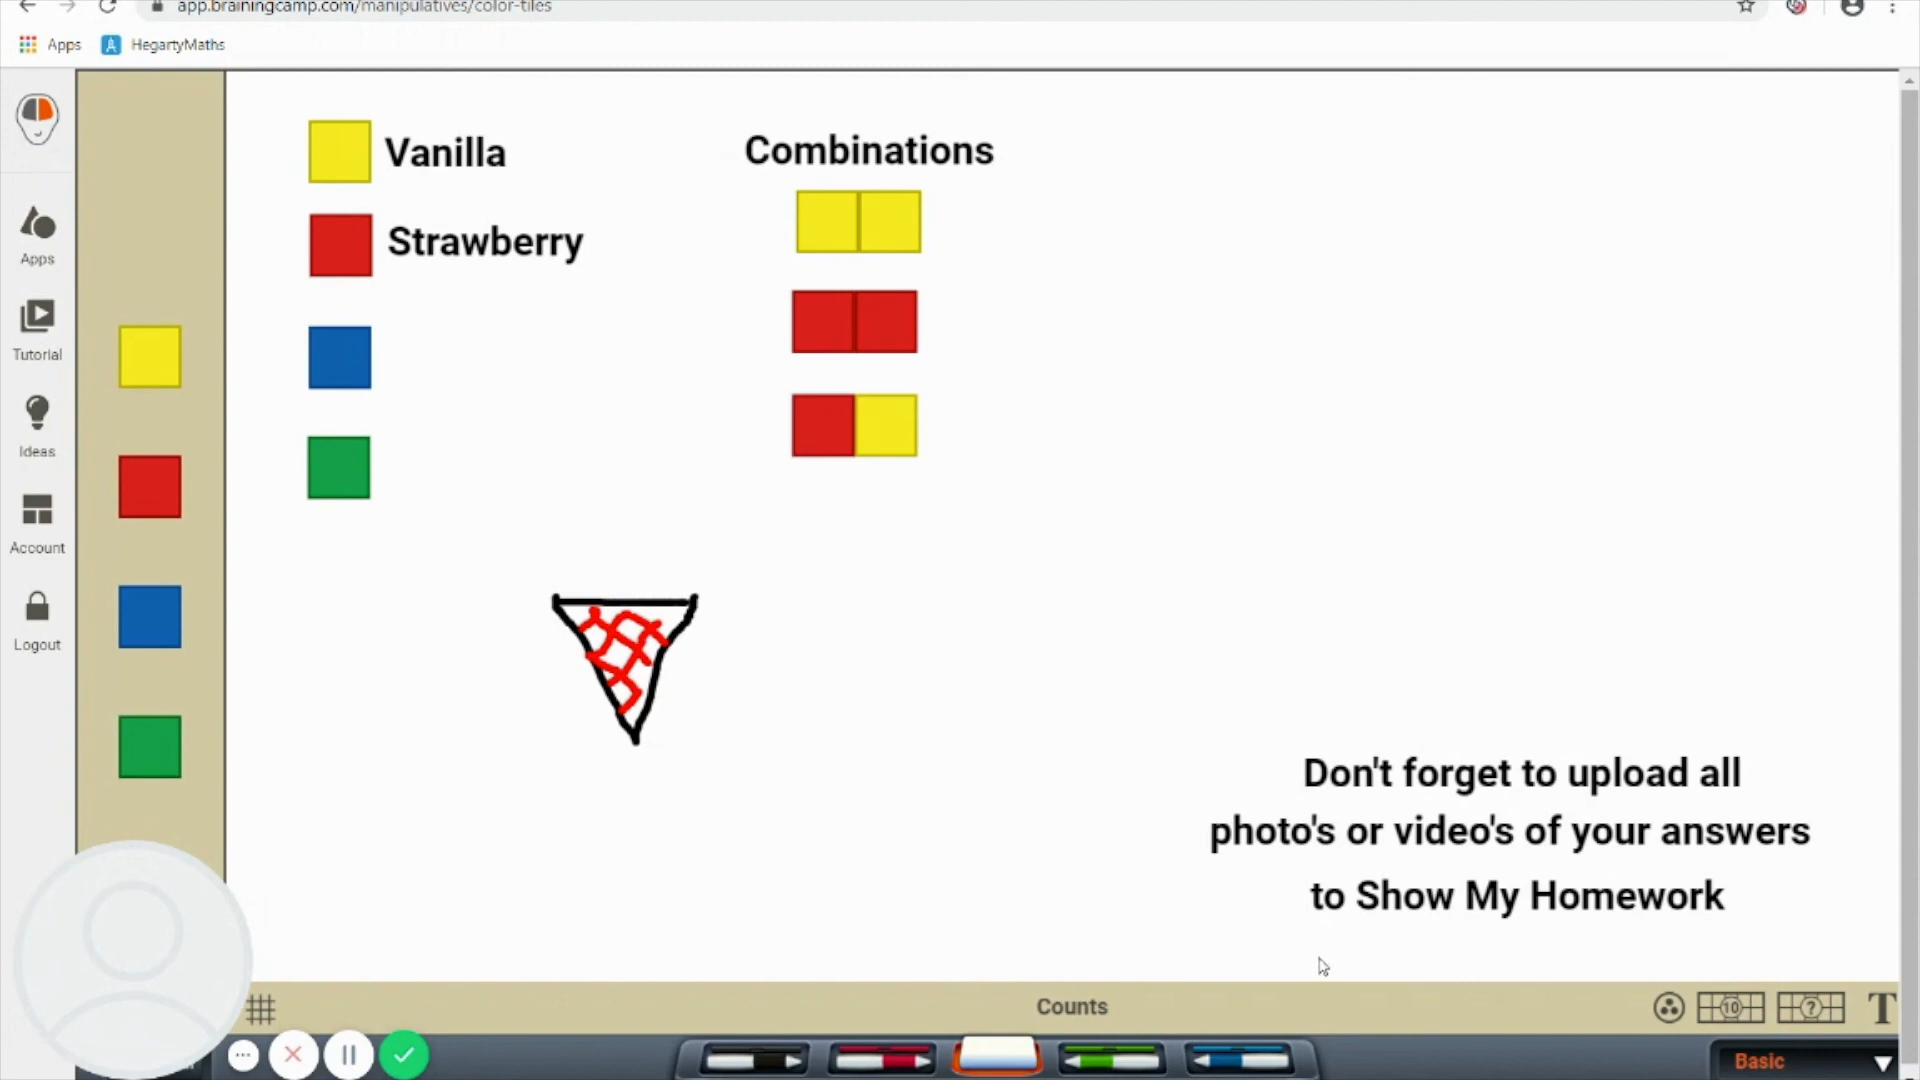 app.brainingcamp.com/manipulatives/color-tiles
Apps
HegartyMaths
Vanilla
Combinations
Strawberry
Apps
Tutorial
Ideas
Account
Logout
Don't forget to upload all
photo's or video's of your answers
to Show My Homework
Counts
10
?
T
Basic